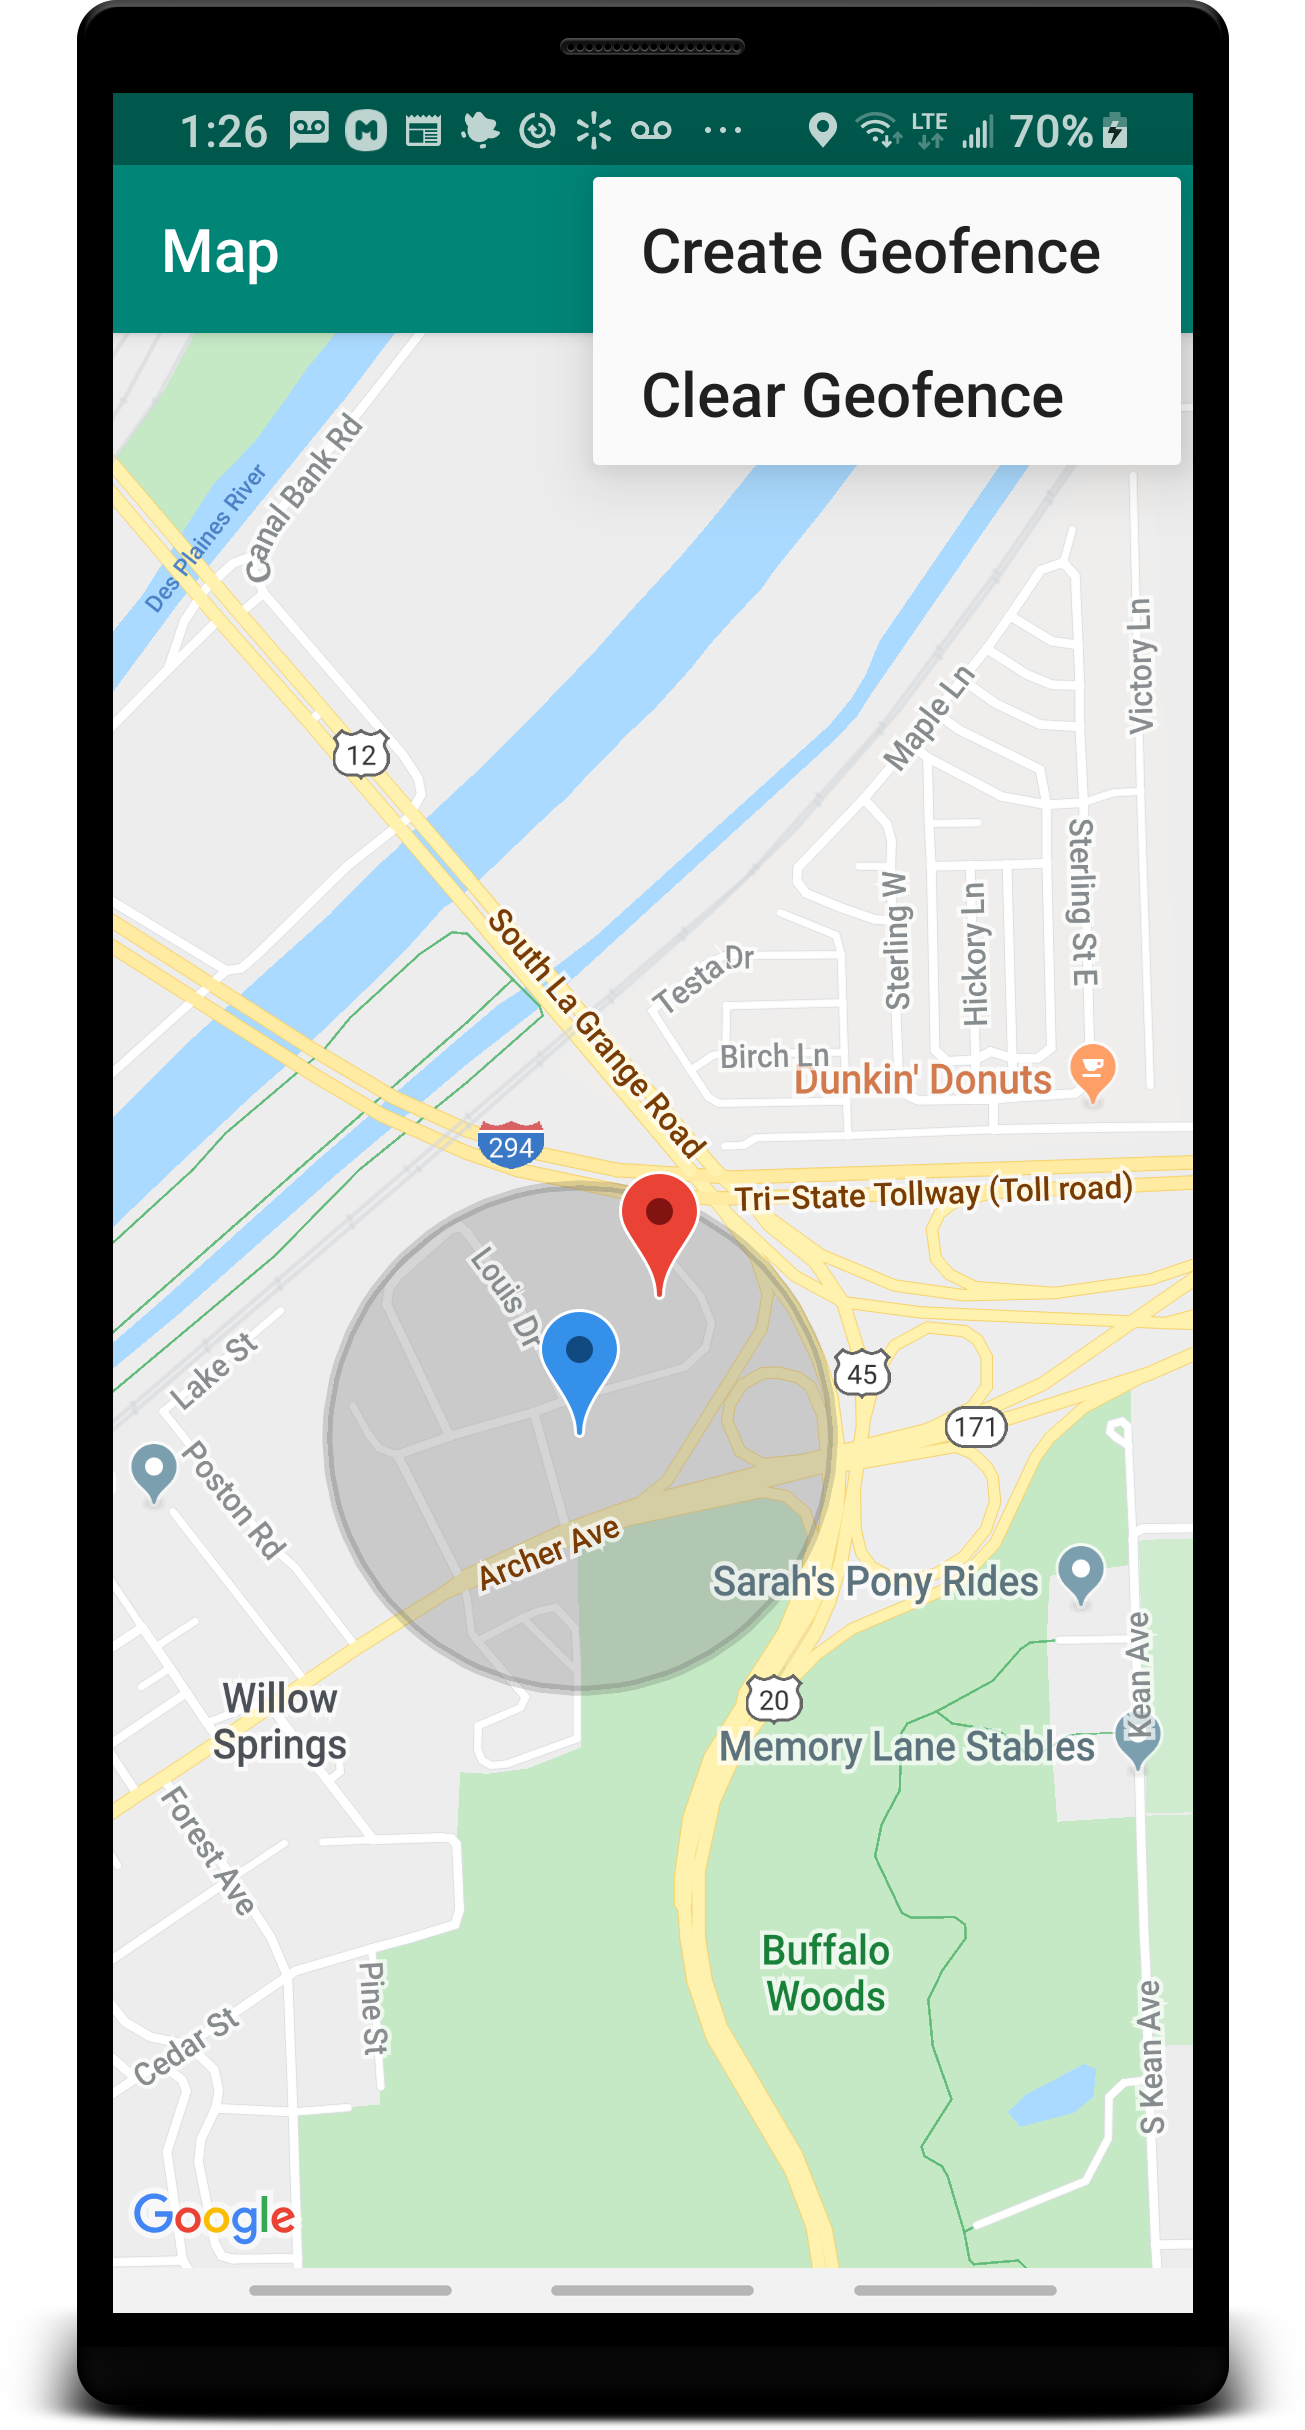 1:26
LTE
70%
Map
Create Geofence
Clear Geofence
Canal Bank Rd
Des Plaines River
Victory Ln
Maple Ln
12
Sterling St E
Sterling W
Hickory Ln
South La Grange Road
Testa Dr
Birch Ln
Dunkin' Donuts
294
Tri-State Tollway (Toll road)
Louis Dr
Lake St
45
171
Poston Rd
Archer Ave
Sarah's Pony Rides
Kean Ave
Willow
Springs
20
Memory Lane Stables
Forest Ave
Buffalo
Woods
Pine St
Cedar St
S Kean Ave
Google